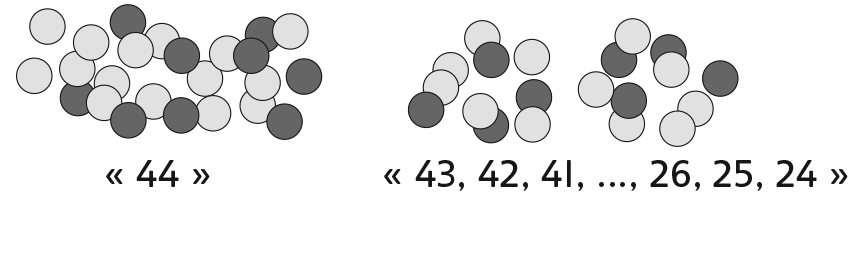 « 44 »
« 43, 42, 41, ..., 26, 25, 24 »